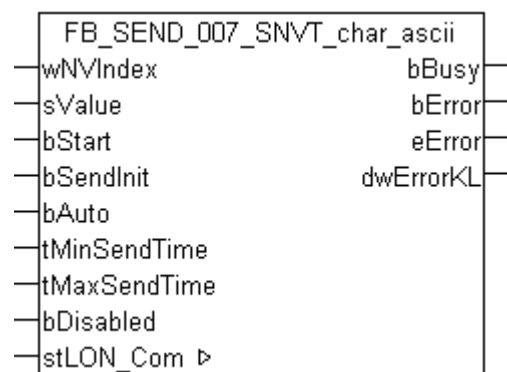 FB_SEND_007_SNVT_char_ascii
wNVIndex bBusy
sValue bError
bStart eError
bSendInit dwErrorKL
bAuto
tMinSendTime
tMaxSendTime
bDisabled
stLON_Com ▷